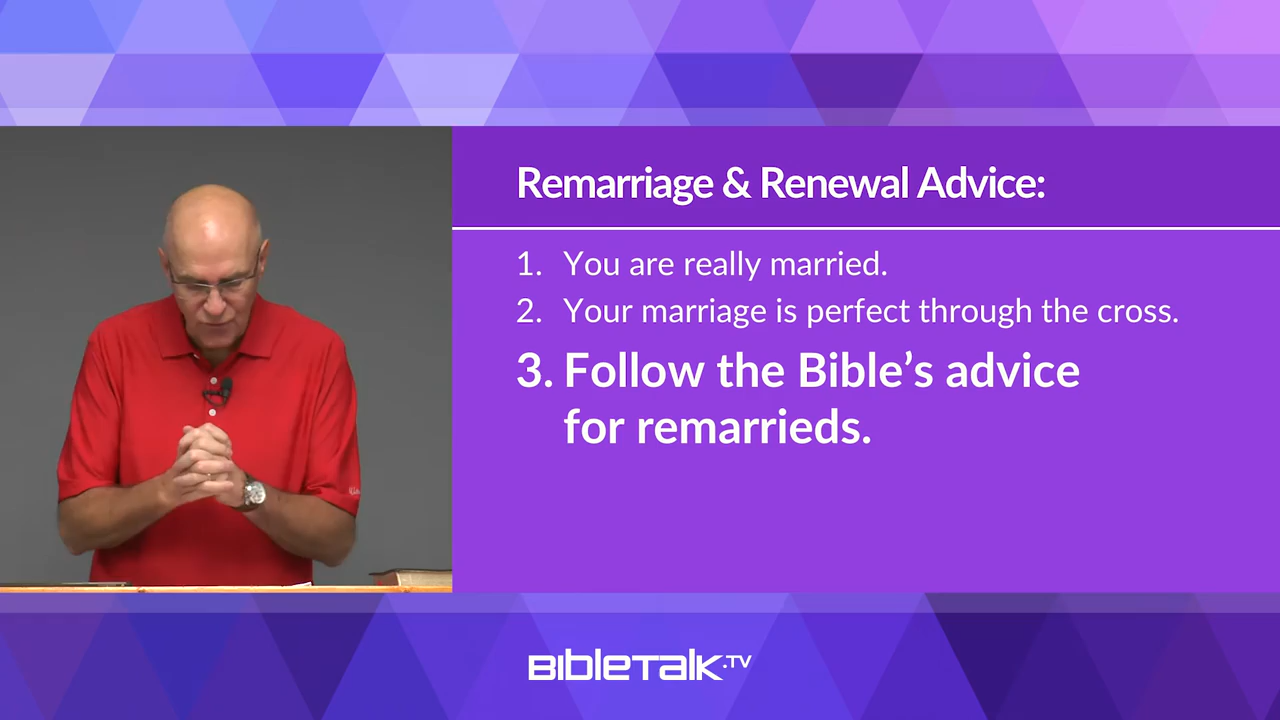 Remarriage & Renewal Advice:
1. You are really married.
2. Your marriage is perfect through the cross.
3. Follow the Bible’s advice
for remarrieds.
BibleTalk.TV